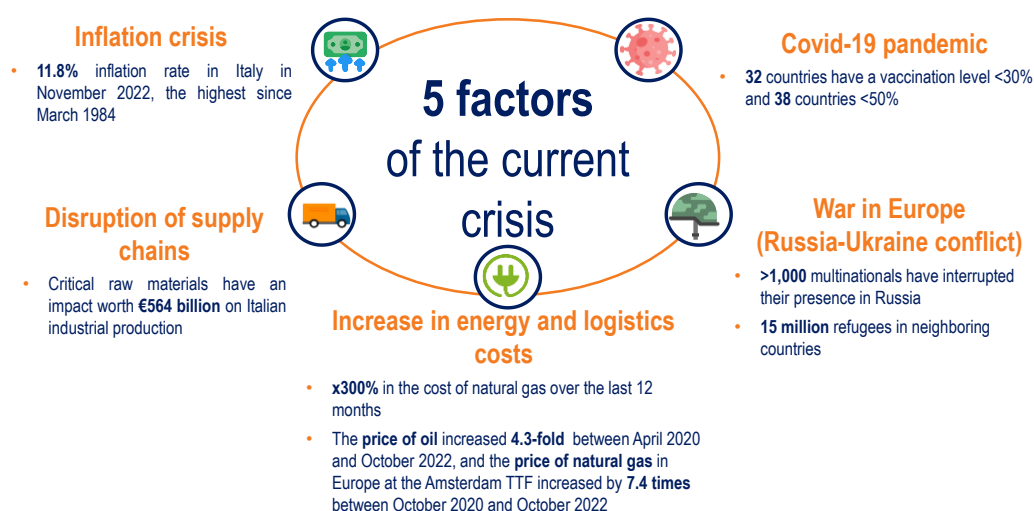 5 factors
of the current
crisis
Inflation crisis
• 11.8% inflation rate in Italy in
November 2022, the highest since
March 1984
Covid-19 pandemic
• 32 countries have a vaccination level <30%
and 38 countries <50%
Disruption of supply
chains
• Critical raw materials have an
impact worth €564 billion on Italian
industrial production
War in Europe
(Russia-Ukraine conflict)
• >1,000 multinationals have interrupted
their presence in Russia
• 15 million refugees in neighboring
countries
Increase in energy and logistics
costs
• x300% in the cost of natural gas over the last 12
months
• The price of oil increased 4.3-fold between April 2020
and October 2022, and the price of natural gas in
Europe at the Amsterdam TTF increased by 7.4 times
between October 2020 and October 2022